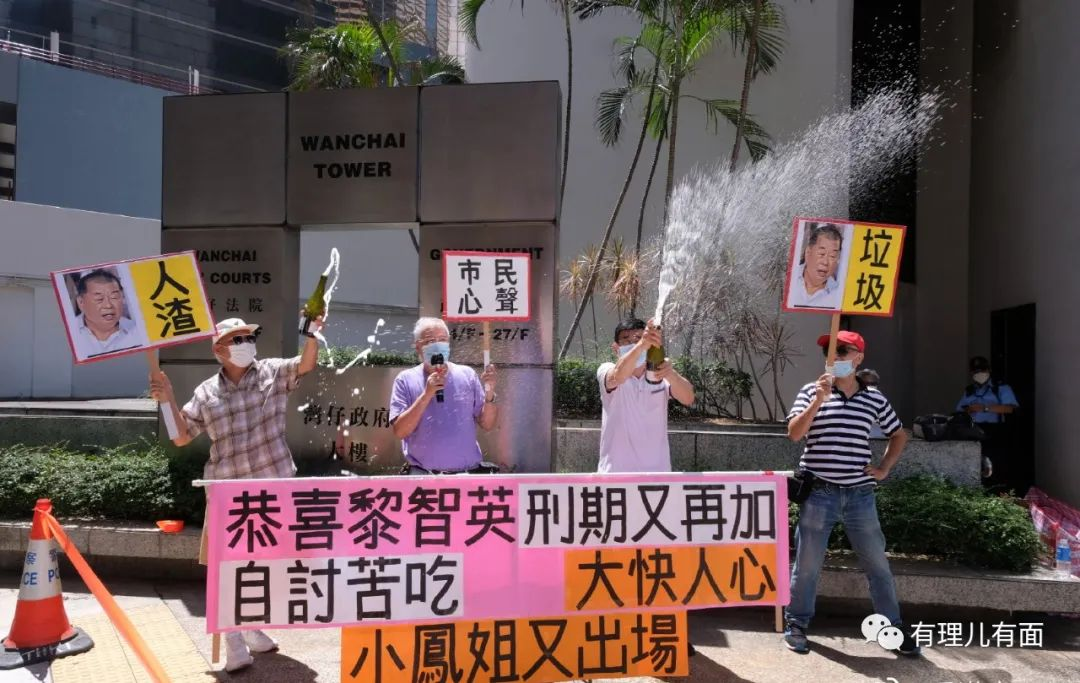 WANCHAI
TOWER
WANCHAI
COURTS
GOVERNMENT
27/F
灣仔政府
大樓
人渣
市民
心聲
垃圾
恭喜黎智英刑期又再加
自討苦吃
大快人心
小鳳姐又出場
有理儿有面